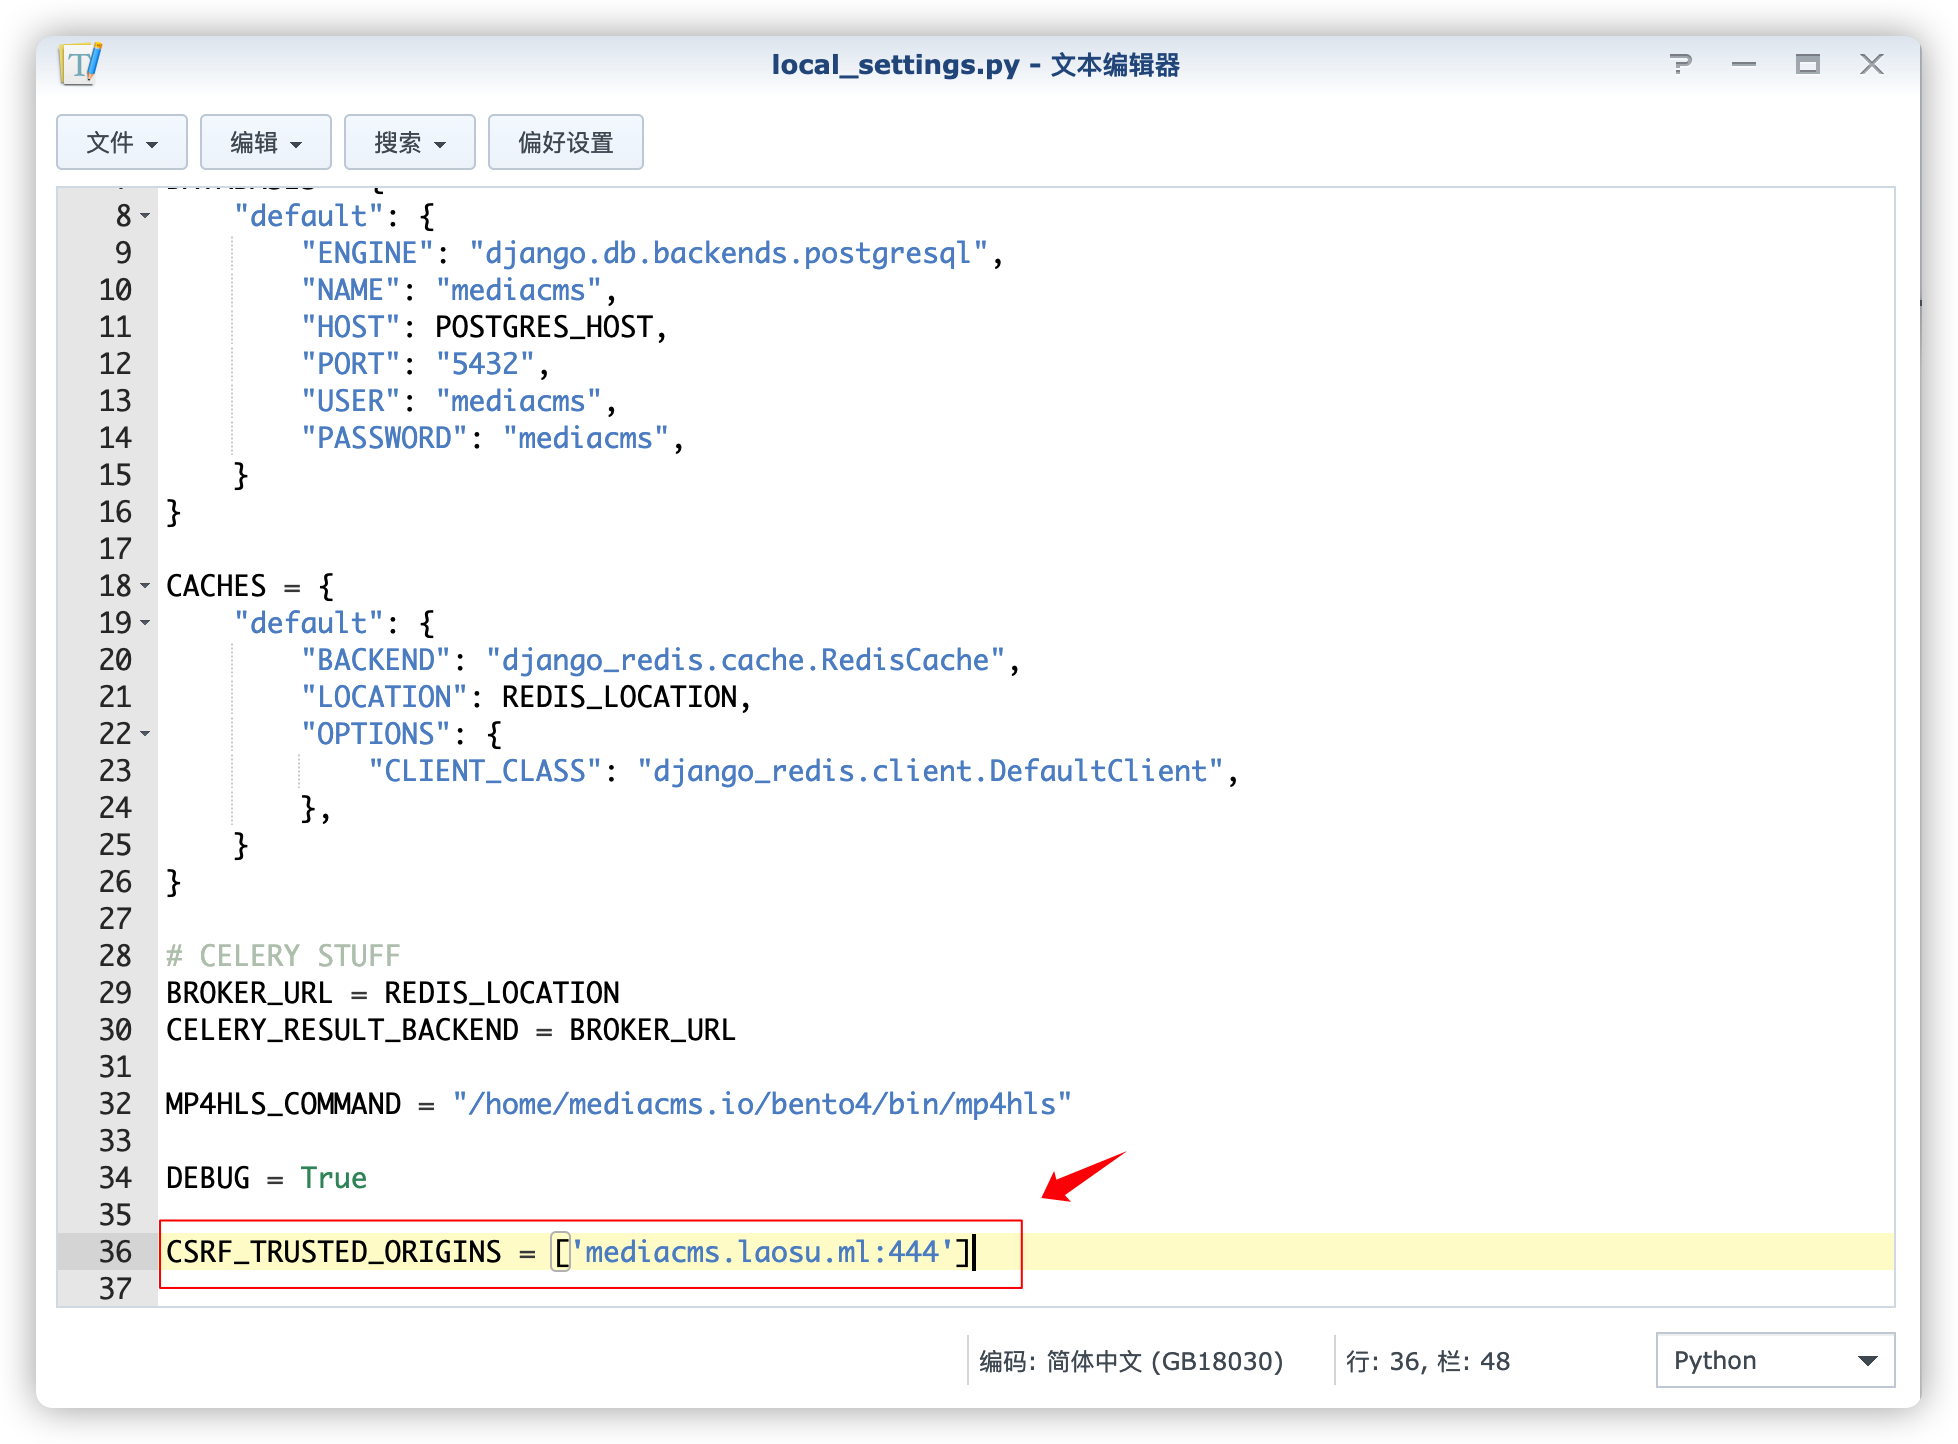 local_settings.py - 文本编辑器
文件 编辑 搜索 偏好设置
8 "default": {
9 "ENGINE": "django.db.backends.postgresql",
10 "NAME": "mediacms",
11 "HOST": POSTGRES_HOST,
12 "PORT": "5432",
13 "USER": "mediacms",
14 "PASSWORD": "mediacms",
15 }
16 }
17
18 CACHES = {
19 "default": {
20 "BACKEND": "django_redis.cache.RedisCache",
21 "LOCATION": REDIS_LOCATION,
22 "OPTIONS": {
23 "CLIENT_CLASS": "django_redis.client.DefaultClient",
24 },
25 }
26 }
27
28 # CELERY STUFF
29 BROKER_URL = REDIS_LOCATION
30 CELERY_RESULT_BACKEND = BROKER_URL
31
32 MP4HLS_COMMAND = "/home/mediacms.io/bento4/bin/mp4hls"
33
34 DEBUG = True
35
36 CSRF_TRUSTED_ORIGINS = ['mediacms.laosu.ml:444']
37
编码: 简体中文 (GB18030) 行: 36, 栏: 48 Python